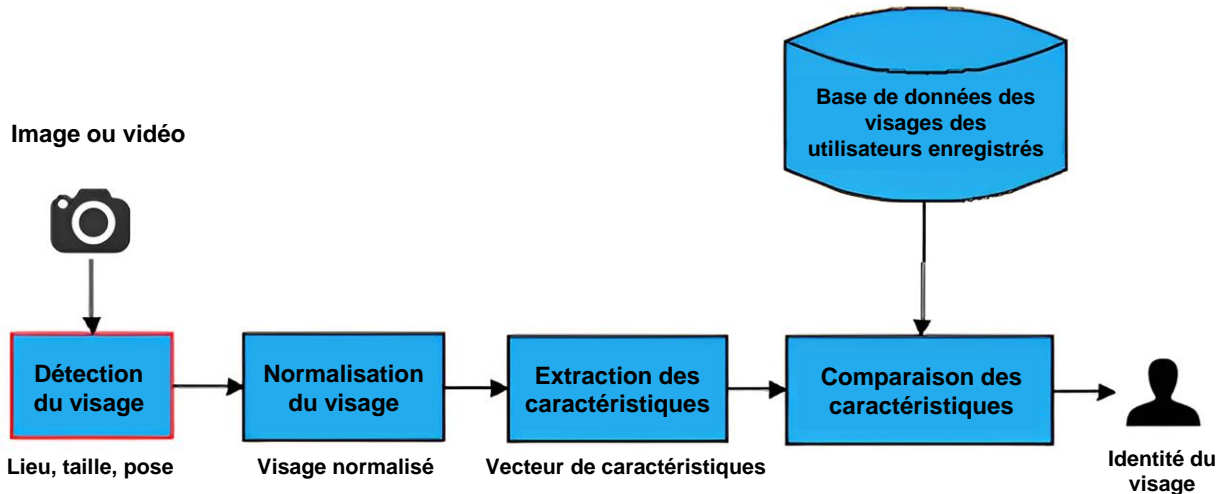 Base de données des
visages des
utilisateurs enregistrés
Image ou vidéo
Détection
du visage
Normalisation
du visage
Extraction des
caractéristiques
Comparaison des
caractéristiques
Lieu, taille, pose
Visage normalisé
Vecteur de caractéristiques
Identité du
visage